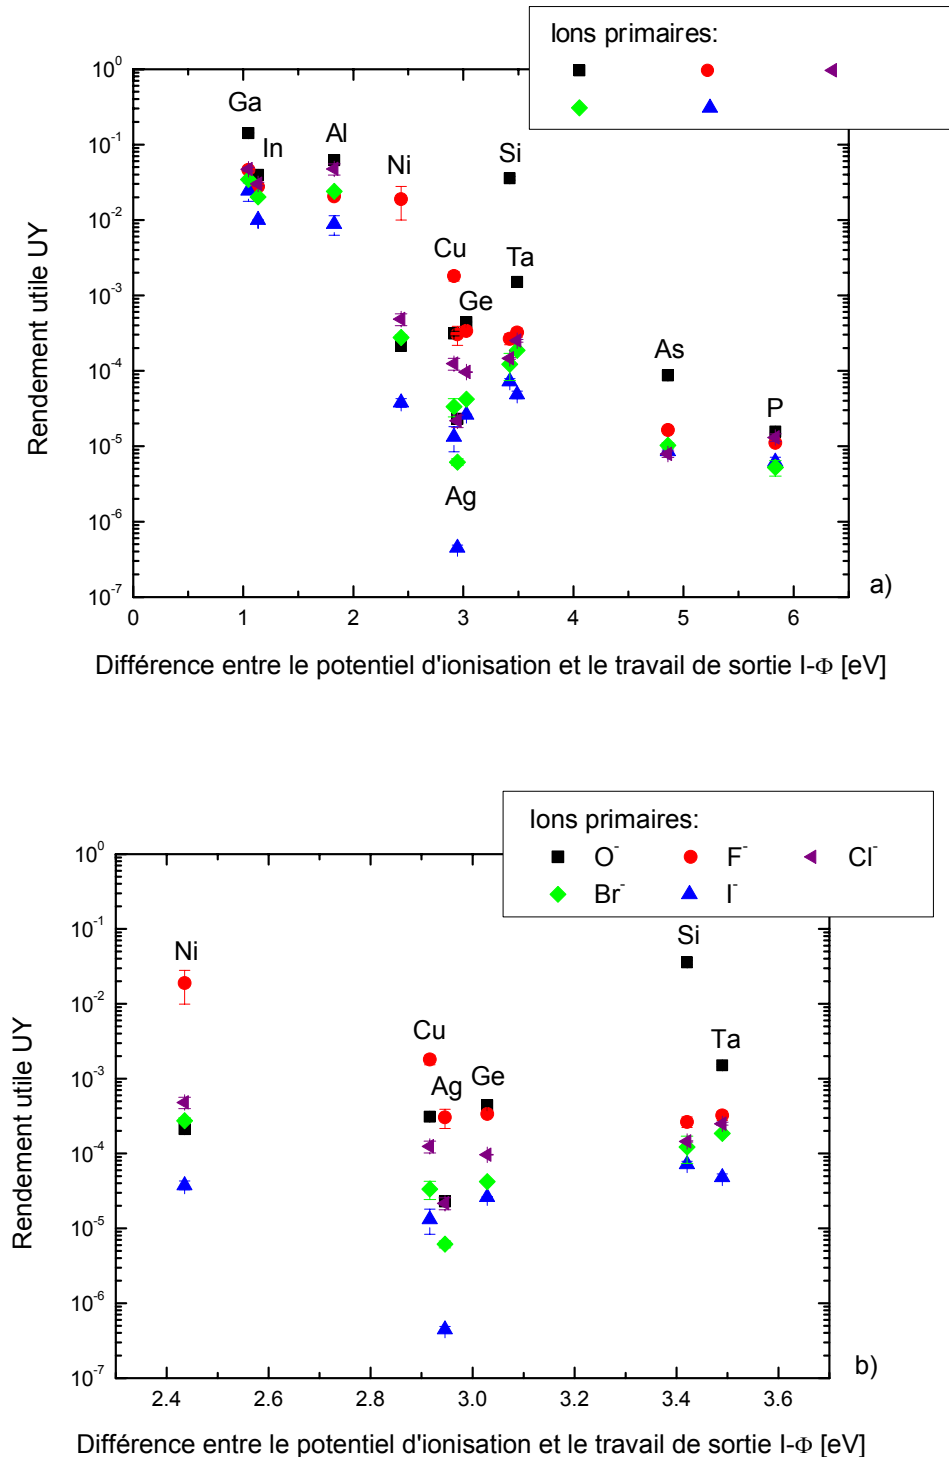 Ions primaires:
10⁰
Ga
In
Al
Ni
Si
10⁻¹
10⁻²
Cu
Ge
Ta
10⁻³
10⁻⁴
As
P
10⁻⁵
Ag
10⁻⁶
10⁻⁷
a)
0 1 2 3 4 5 6
Rendement utile UY
Différence entre le potentiel d'ionisation et le travail de sortie I-Φ [eV]
Ions primaires:
O⁻ F⁻ Cl⁻
Br⁻ I⁻
10⁰
10⁻¹
Ni
Si
10⁻²
Cu
Ag
Ge
Ta
10⁻³
10⁻⁴
10⁻⁵
10⁻⁶
10⁻⁷
b)
2.4 2.6 2.8 3.0 3.2 3.4 3.6
Rendement utile UY
Différence entre le potentiel d'ionisation et le travail de sortie I-Φ [eV]